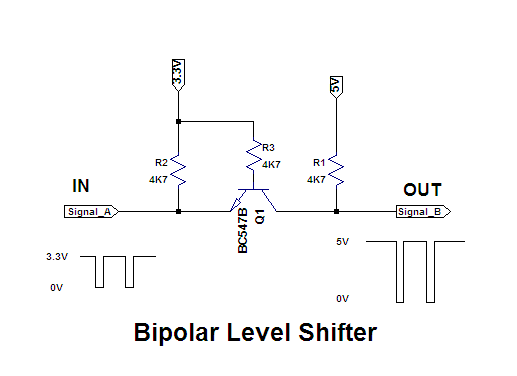 3.3V
5V
R2
4K7
R3
4K7
R1
4K7
IN
OUT
Signal_A
BC547B
Q1
Signal_B
3.3V
0V
5V
0V
Bipolar Level Shifter